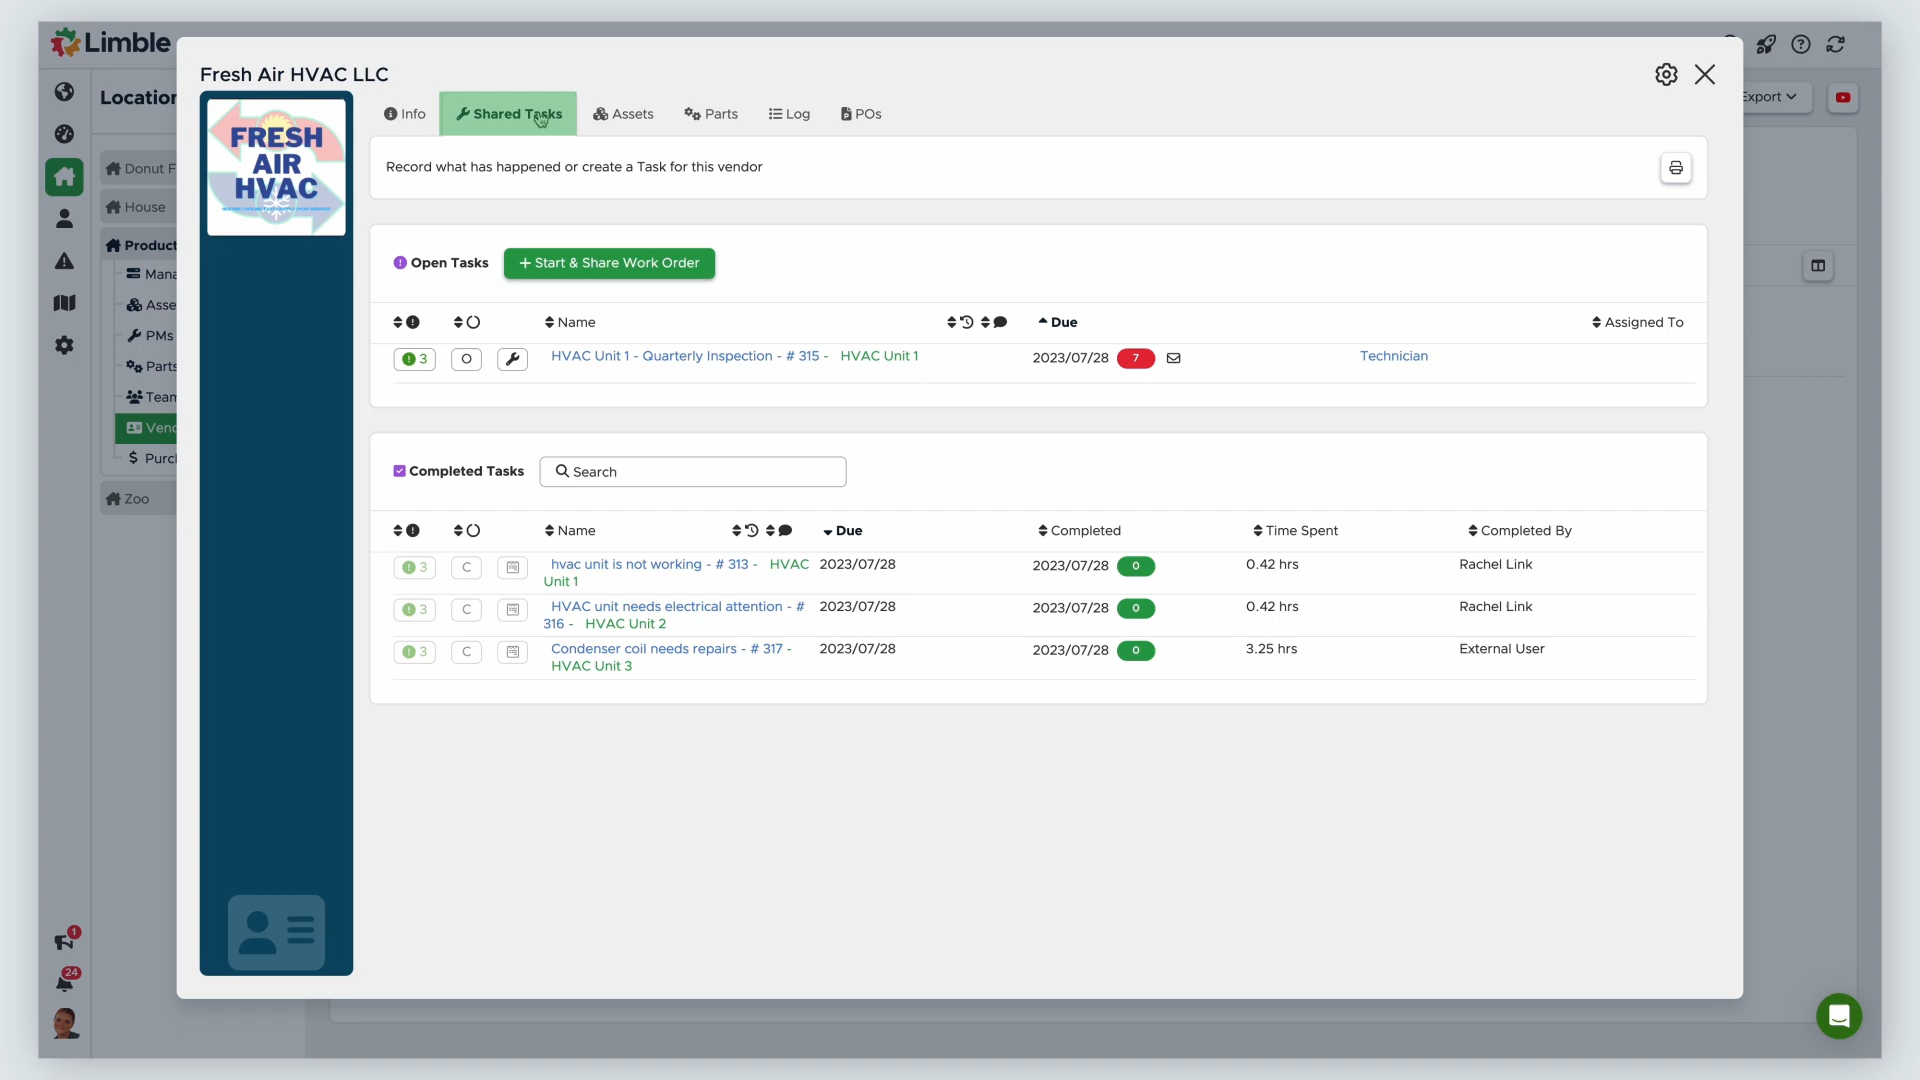 Limble
Fresh Air HVAC LLC
Location
Export
FRESH
AIR
HVAC
Info
Shared Tasks
Assets
Parts
Log
POs
Record what has happened or create a Task for this vendor
Donut F
House
Product
Mana
Asse
PMs
Parts
Team
Vend
Purch
Zoo
Open Tasks
+ Start & Share Work Order
Name
Due
Assigned To
3 O HVAC Unit 1 - Quarterly Inspection - # 315 - HVAC Unit 1 2023/07/28 7 Technician
Completed Tasks
Search
Name
Due
Completed
Time Spent
Completed By
3 C hvac unit is not working - # 313 - HVAC 2023/07/28 2023/07/28 0 0.42 hrs Rachel Link
Unit 1
3 C HVAC unit needs electrical attention - # 2023/07/28 2023/07/28 0 0.42 hrs Rachel Link
316 - HVAC Unit 2
3 C Condenser coil needs repairs - # 317 - 2023/07/28 2023/07/28 0 3.25 hrs External User
HVAC Unit 3
1
24